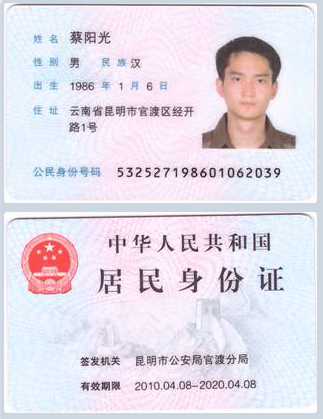 姓名 蔡阳光
性别 男 民族 汉
出生 1986 年 1 月 6 日
住址 云南省昆明市官渡区经开
路1号
公民身份号码 532527198601062039
中华人民共和国
居民身份证
签发机关 昆明市公安局官渡分局
有效期限 2010.04.08-2020.04.08